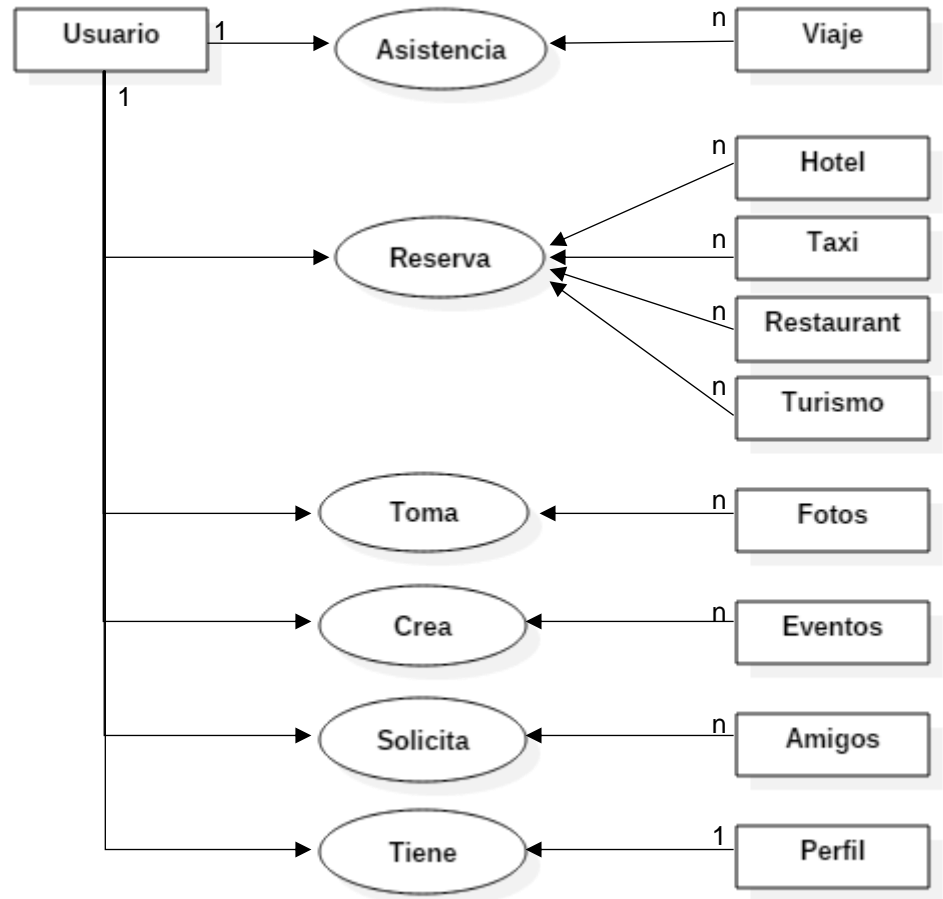 Usuario
1
Asistencia
n
Viaje
1
n
Hotel
Reserva
n
Taxi
n
Restaurant
n
Turismo
Toma
n
Fotos
Crea
n
Eventos
Solicita
n
Amigos
Tiene
1
Perfil